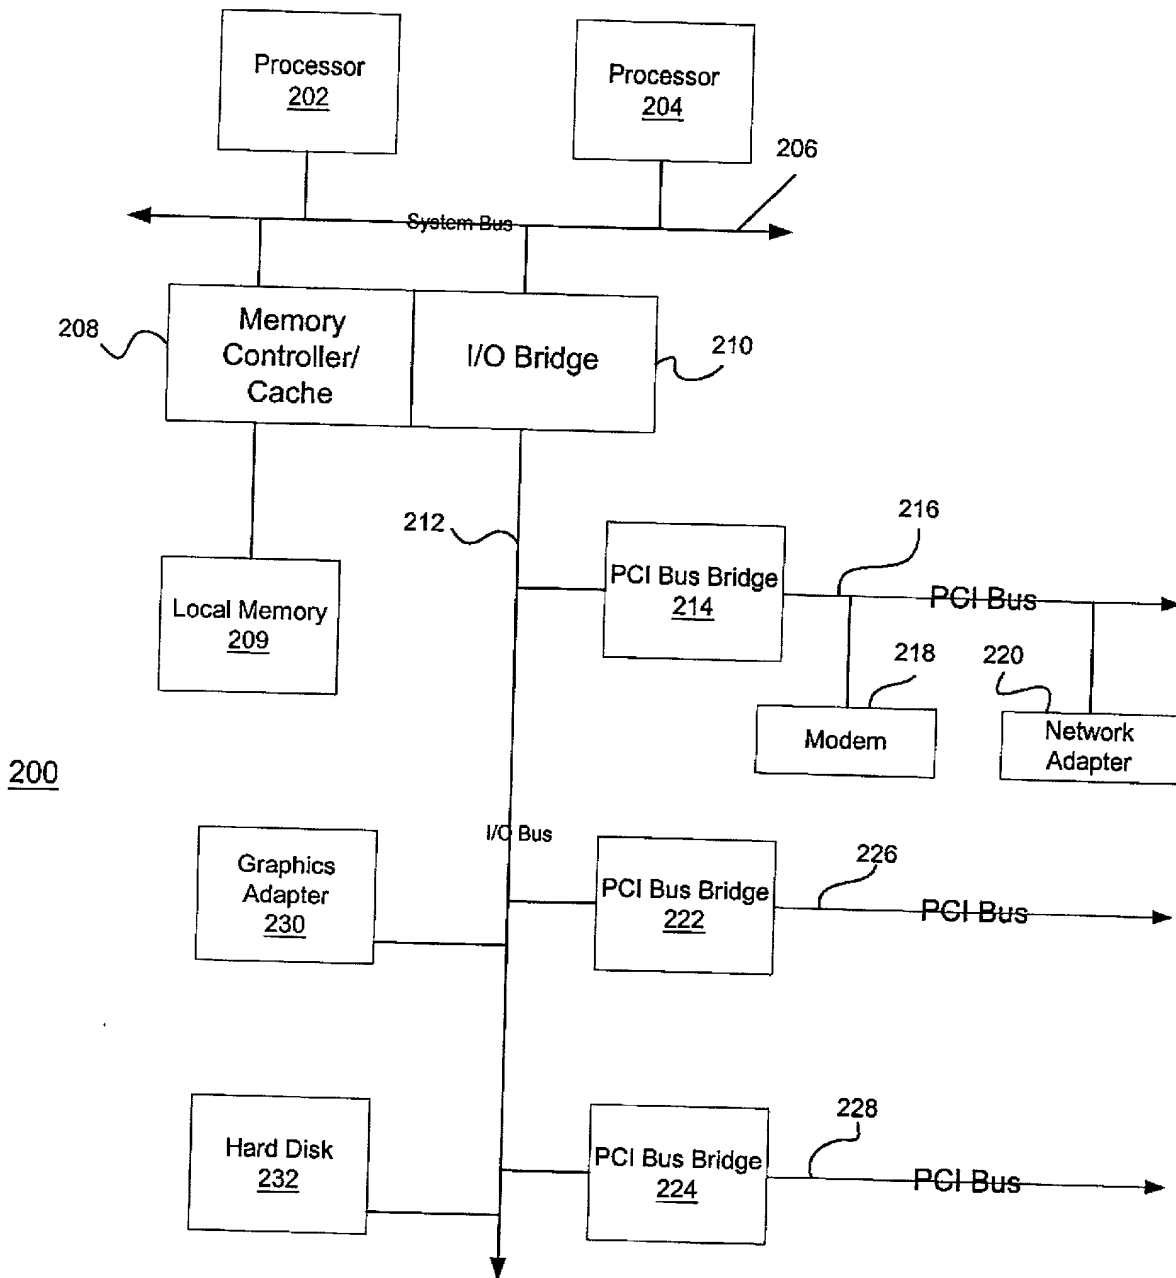 Processor
202
Processor
204
206
System Bus
208
Memory
Controller/
Cache
I/O Bridge
210
212
216
PCI Bus Bridge
214
PCI Bus
Local Memory
209
218
220
Modem
Network
Adapter
200
I/O Bus
Graphics
Adapter
230
PCI Bus Bridge
222
226
PCI Bus
Hard Disk
232
PCI Bus Bridge
224
228
PCI Bus